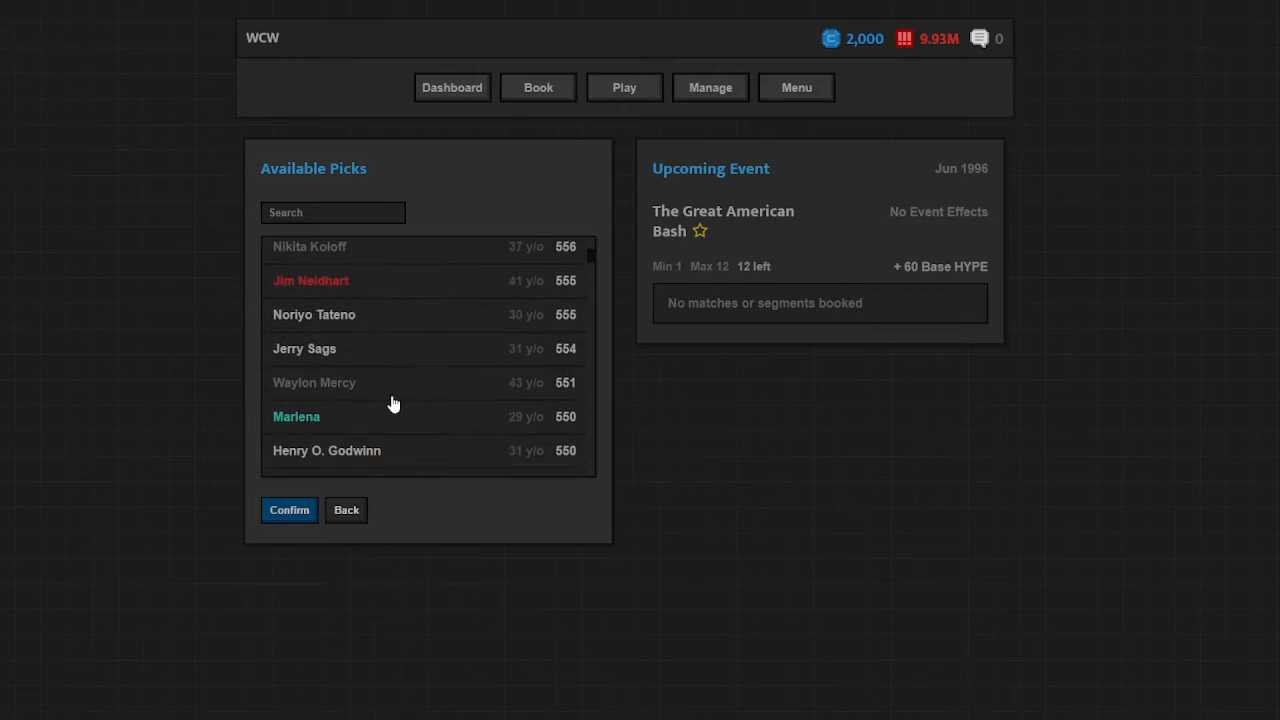 WCW
2,000
9.93M
0
Dashboard
Book
Play
Manage
Menu
Available Picks
Search
Nikita Koloff 37 y/o 556
Jim Neidhart 41 y/o 555
Noriyo Tateno 30 y/o 555
Jerry Sags 31 y/o 554
Waylon Mercy 43 y/o 551
Marlena 29 y/o 550
Henry O. Godwinn 31 y/o 550
Confirm
Back
Upcoming Event Jun 1996
The Great American No Event Effects
Bash
Min 1 Max 12 12 left + 60 Base HYPE
No matches or segments booked